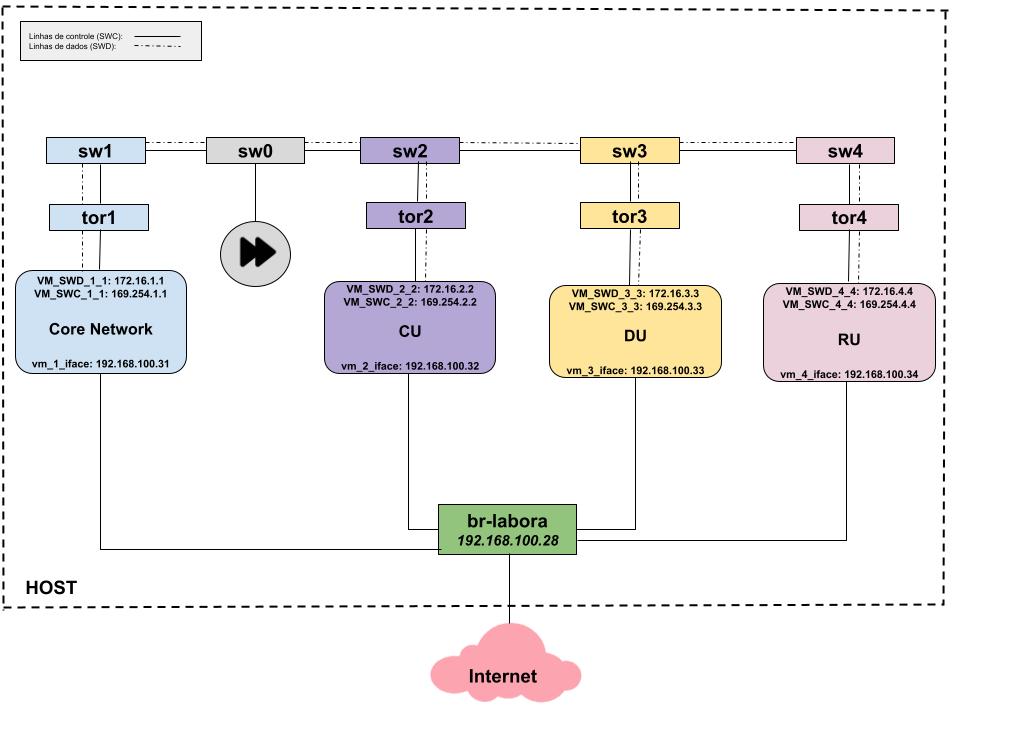 Linhas de controle (SWC):
Linhas de dados (SWD):
sw1
sw0
sw2
sw3
sw4
tor1
tor2
tor3
tor4
VM_SWD_1_1: 172.16.1.1
VM_SWC_1_1: 169.254.1.1
Core Network
vm_1_iface: 192.168.100.31
VM_SWD_2_2: 172.16.2.2
VM_SWC_2_2: 169.254.2.2
CU
vm_2_iface: 192.168.100.32
VM_SWD_3_3: 172.16.3.3
VM_SWC_3_3: 169.254.3.3
DU
vm_3_iface: 192.168.100.33
VM_SWD_4_4: 172.16.4.4
VM_SWC_4_4: 169.254.4.4
RU
vm_4_iface: 192.168.100.34
br-labora
192.168.100.28
HOST
Internet